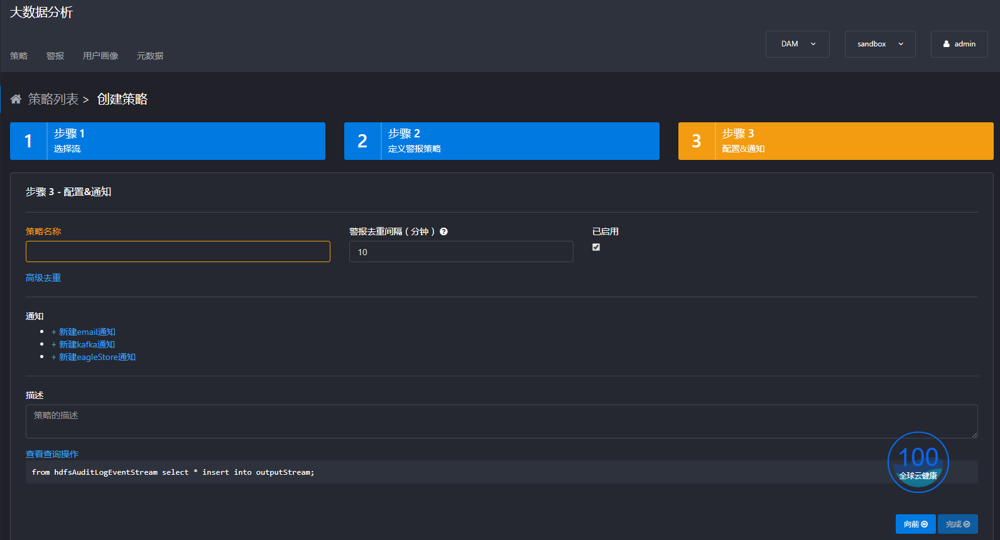 大数据分析
策略 警报 用户画像 元数据
DAM sandbox admin
策略列表 > 创建策略
1 步骤 1
选择流
2 步骤 2
定义警报策略
3 步骤 3
配置&通知
步骤 3 - 配置&通知
策略名称
警报去重间隔（分钟）
10
已启用
高级去重
通知
+ 新建email通知
+ 新建kafka通知
+ 新建eagleStore通知
描述
策略的描述
查看查询操作
from hdfsAuditLogEventStream select * insert into outputStream;
100
全球云健康
向前 完成